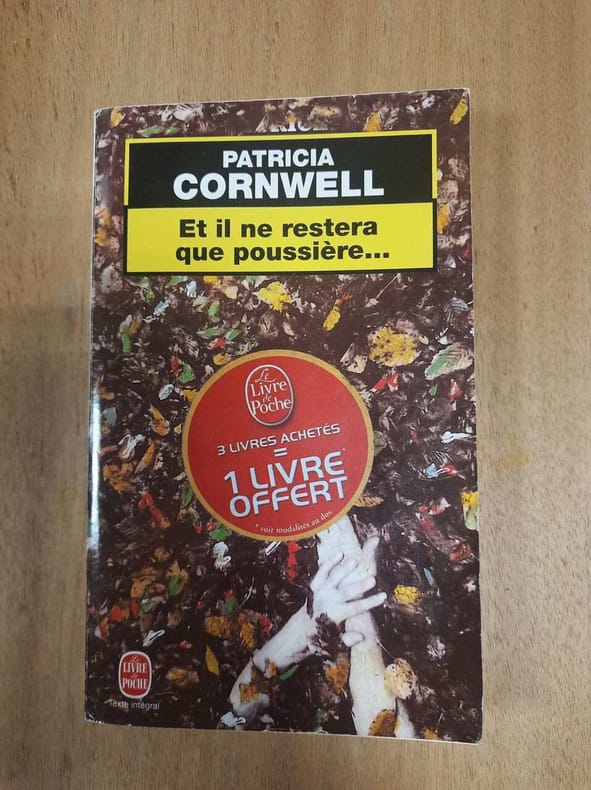 PATRICIA
CORNWELL
Et il ne restera
que poussière...
Le
Livre
de
Poche
3 LIVRES ACHETÉS
=
1 LIVRE*
OFFERT
* voir modalités au dos.
Le
LIVRE
de
POCHE
Texte intégral